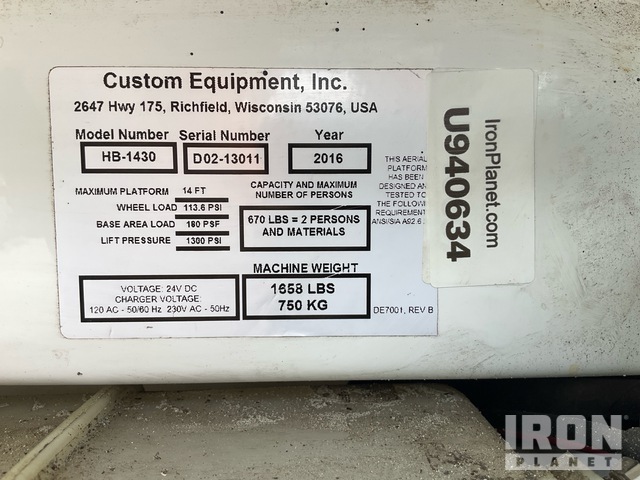 Custom Equipment, Inc.
2647 Hwy 175, Richfield, Wisconsin 53076, USA
Model Number Serial Number Year
HB-1430 D02-13011 2016
MAXIMUM PLATFORM 14 FT
WHEEL LOAD 113.6 PSI
BASE AREA LOAD 180 PSF
LIFT PRESSURE 1300 PSI
CAPACITY AND MAXIMUM
NUMBER OF PERSONS
670 LBS = 2 PERSONS
AND MATERIALS
THIS AERIAL
PLATFORM
HAS BEEN
DESIGNED AN
TESTED TO
THE FOLLOWI
REQUIREMENT
ANSI/SIA A92.6
VOLTAGE: 24V DC
CHARGER VOLTAGE:
120 AC - 50/60 Hz 230V AC - 50Hz
MACHINE WEIGHT
1658 LBS
750 KG
DE7001, REV B
IronPlanet.com
U940634
IRON
PLANET